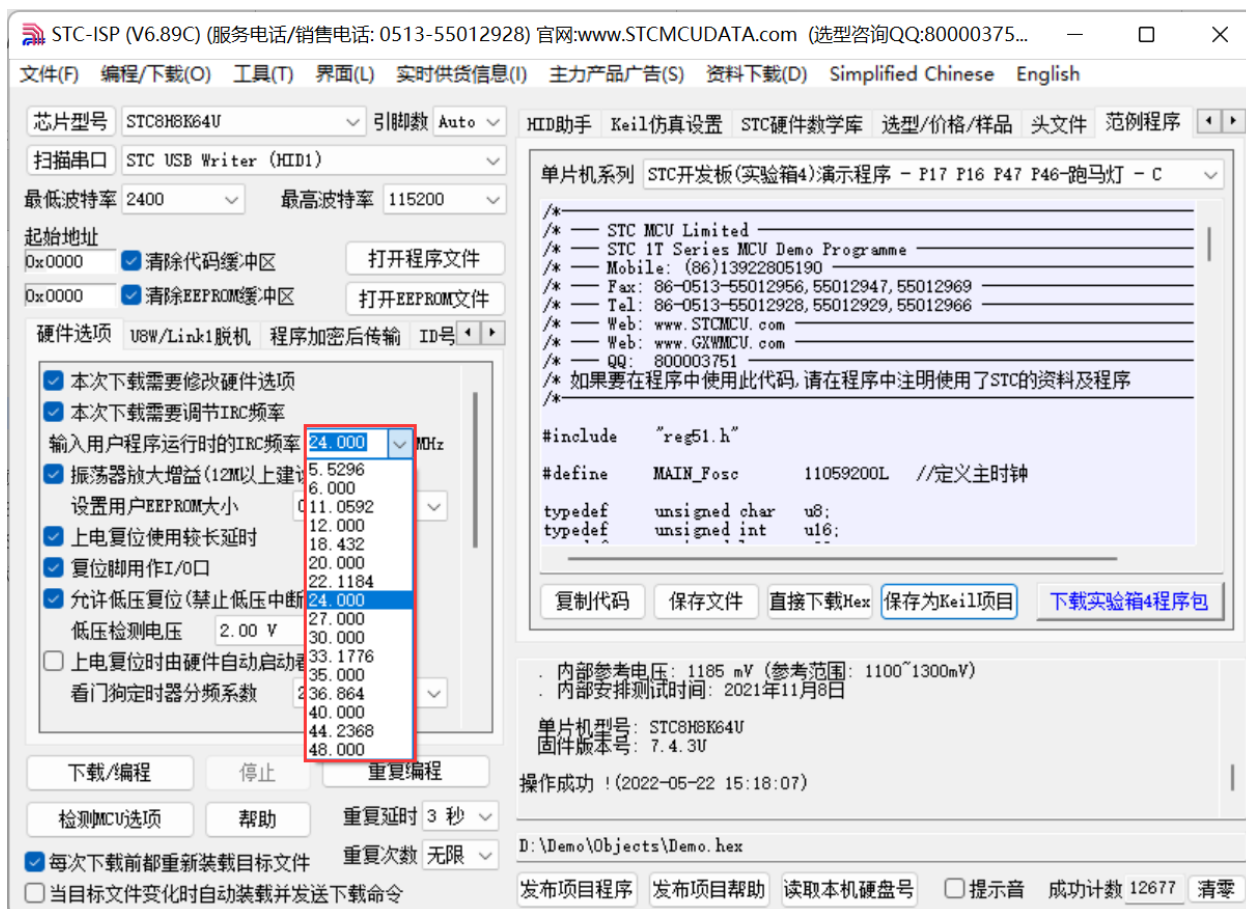 STC-ISP (V6.89C) (服务电话/销售电话: 0513-55012928) 官网:www.STCMCUDATA.com (选型咨询QQ:80000375...
文件(F) 编程/下载(O) 工具(T) 界面(L) 实时供货信息(I) 主力产品广告(S) 资料下载(D) Simplified Chinese English
芯片型号 STC8H8K64U 引脚数 Auto
扫描串口 STC USB Writer (HID1)
最低波特率 2400 最高波特率 115200
起始地址
0x0000 清除代码缓冲区 打开程序文件
0x0000 清除EEPROM缓冲区 打开EEPROM文件
硬件选项 U8W/Link1脱机 程序加密后传输 ID号
本次下载需要修改硬件选项
本次下载需要调节IRC频率
输入用户程序运行时的IRC频率 24.000 MHz
振荡器放大增益(12M以上建议
设置用户EEPROM大小 0
上电复位使用较长延时
复位脚用作I/O口
允许低压复位(禁止低压中断
低压检测电压 2.00 V
上电复位时由硬件自动启动看
看门狗定时器分频系数 2
5.5296
6.000
11.0592
12.000
18.432
20.000
22.1184
24.000
27.000
30.000
33.1776
35.000
36.864
40.000
44.2368
48.000
下载/编程 停止 重复编程
检测MCU选项 帮助 重复延时 3 秒
每次下载前都重新装载目标文件 重复次数 无限
当目标文件变化时自动装载并发送下载命令
HID助手 Keil仿真设置 STC硬件数学库 选型/价格/样品 头文件 范例程序
单片机系列 STC开发板(实验箱4)演示程序 - P17 P16 P47 P46-跑马灯 - C
/*
/* --- STC MCU Limited
/* --- STC 1T Series MCU Demo Programme
/* --- Mobile: (86)13922805190
/* --- Fax: 86-0513-55012956,55012947,55012969
/* --- Tel: 86-0513-55012928,55012929,55012966
/* --- Web: www.STCMCU.com
/* --- Web: www.GXWMCU.com
/* --- QQ: 800003751
/* 如果要在程序中使用此代码,请在程序中注明使用了STC的资料及程序
/*
#include "reg51.h"
#define MAIN_Fosc 11059200L //定义主时钟
typedef unsigned char u8;
typedef unsigned int u16;
复制代码 保存文件 直接下载Hex 保存为Keil项目 下载实验箱4程序包
. 内部参考电压: 1185 mV (参考范围: 1100~1300mV)
. 内部安排测试时间: 2021年11月8日
单片机型号: STC8H8K64U
固件版本号: 7.4.3U
操作成功 !(2022-05-22 15:18:07)
D:\Demo\Objects\Demo.hex
发布项目程序 发布项目帮助 读取本机硬盘号 提示音 成功计数 12677 清零